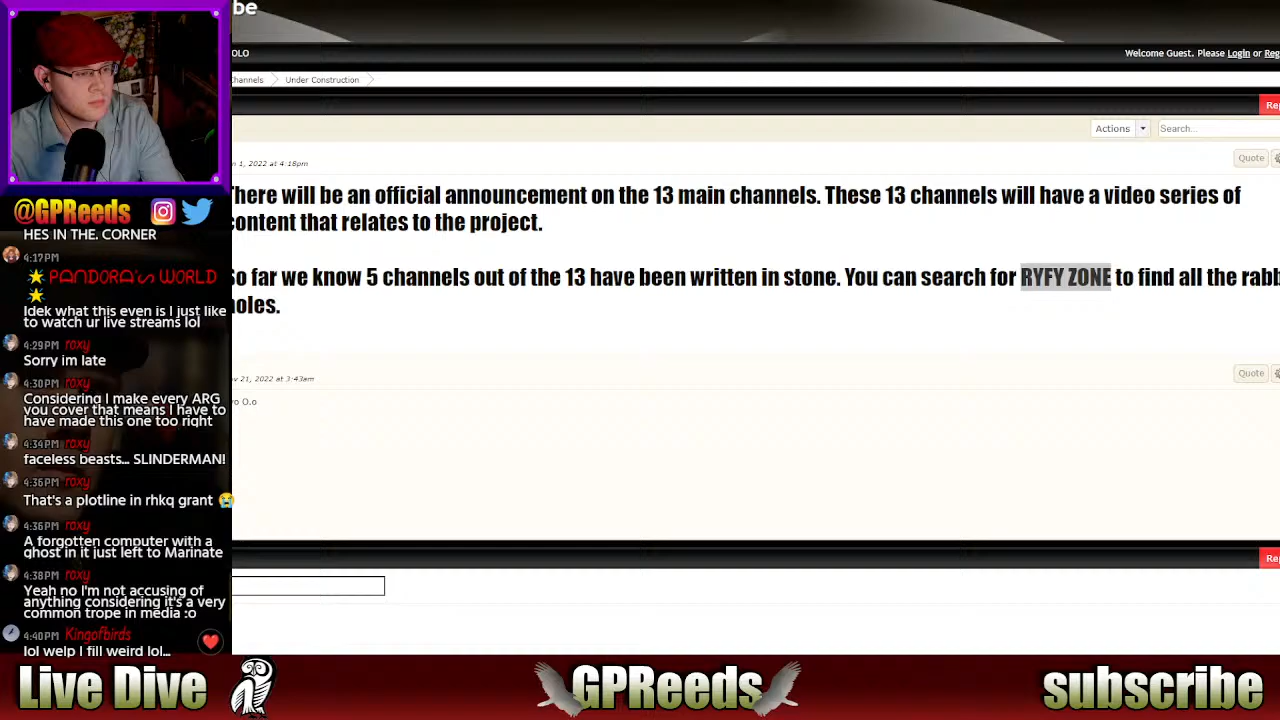 be
OLO
Welcome Guest. Please Login or Reg
Channels
Under Construction
Rep
Actions
Search...
n 1, 2022 at 4:18pm
Quote
There will be an official announcement on the 13 main channels. These 13 channels will have a video series of
content that relates to the project.
So far we know 5 channels out of the 13 have been written in stone. You can search for RYFY ZONE to find all the rabb
holes.
ov 21, 2022 at 3:43am
Quote
vo O.o
Rep
@GPReeds
HES IN THE. CORNER
4:17PM
PANDORA'S WORLD
Idek what this even is I just like
to watch ur live streams lol
4:29PM roxy
Sorry im late
4:30PM roxy
Considering I make every ARG
you cover that means I have to
have made this one too right
4:34PM roxy
faceless beasts... SLINDERMAN!
4:36PM roxy
That's a plotline in rhkq grant 😭
4:36PM roxy
A forgotten computer with a
ghost in it just left to Marinate
4:38PM roxy
Yeah no I'm not accusing of
anything considering it's a very
common trope in media :o
4:40PM Kingofbirds
lol welp I fill weird lol...
Live Dive
GPReeds
subscribe